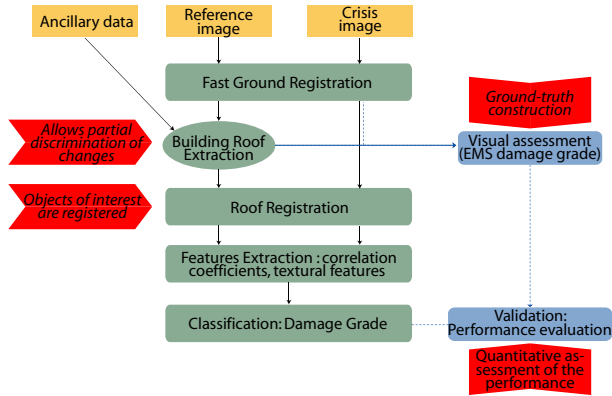 Ancillary data
Reference
image
Crisis
image
Fast Ground Registration
Ground-truth
construction
Allows partial
discrimination of
changes
Building Roof
Extraction
Visual assessment
(EMS damage grade)
Objects of interest
are registered
Roof Registration
Features Extraction : correlation
coefficients, textural features
Classification: Damage Grade
Validation:
Performance evaluation
Quantitative as-
sessment of the
performance